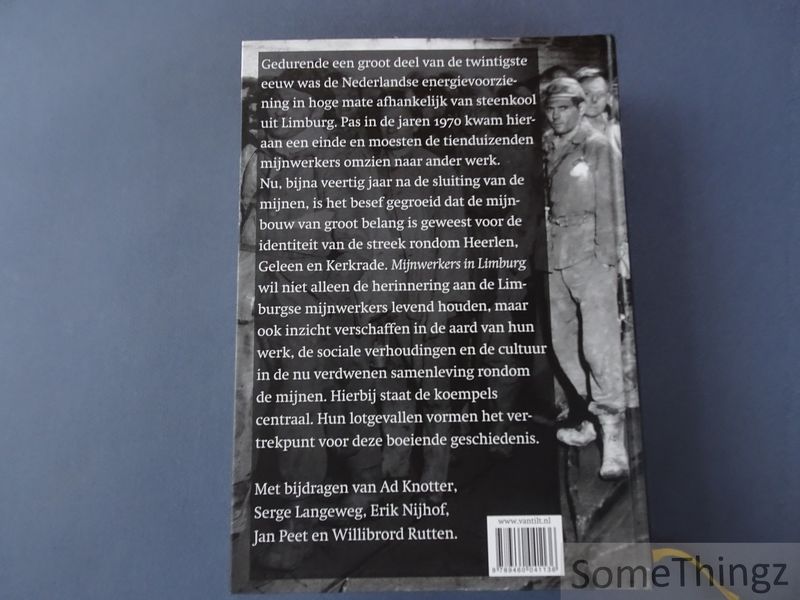 Gedurende een groot deel van de twintigste
eeuw was de Nederlandse energievoorzie-
ning in hoge mate afhankelijk van steenkool
uit Limburg. Pas in de jaren 1970 kwam hier-
aan een einde en moesten de tienduizenden
mijnwerkers omzien naar ander werk.
Nu, bijna veertig jaar na de sluiting van de
mijnen, is het besef gegroeid dat de mijn-
bouw van groot belang is geweest voor de
identiteit van de streek rondom Heerlen,
Geleen en Kerkrade. Mijnwerkers in Limburg
wil niet alleen de herinnering aan de Lim-
burgse mijnwerkers levend houden, maar
ook inzicht verschaffen in de aard van hun
werk, de sociale verhoudingen en de cultuur
in de nu verdwenen samenleving rondom
de mijnen. Hierbij staat de koempels
centraal. Hun lotgevallen vormen het ver-
trekpunt voor deze boeiende geschiedenis.
Met bijdragen van Ad Knotter,
Serge Langeweg, Erik Nijhof,
Jan Peet en Willibrord Rutten.
www.vantilt.nl
9 789460 041136
SomeThingz